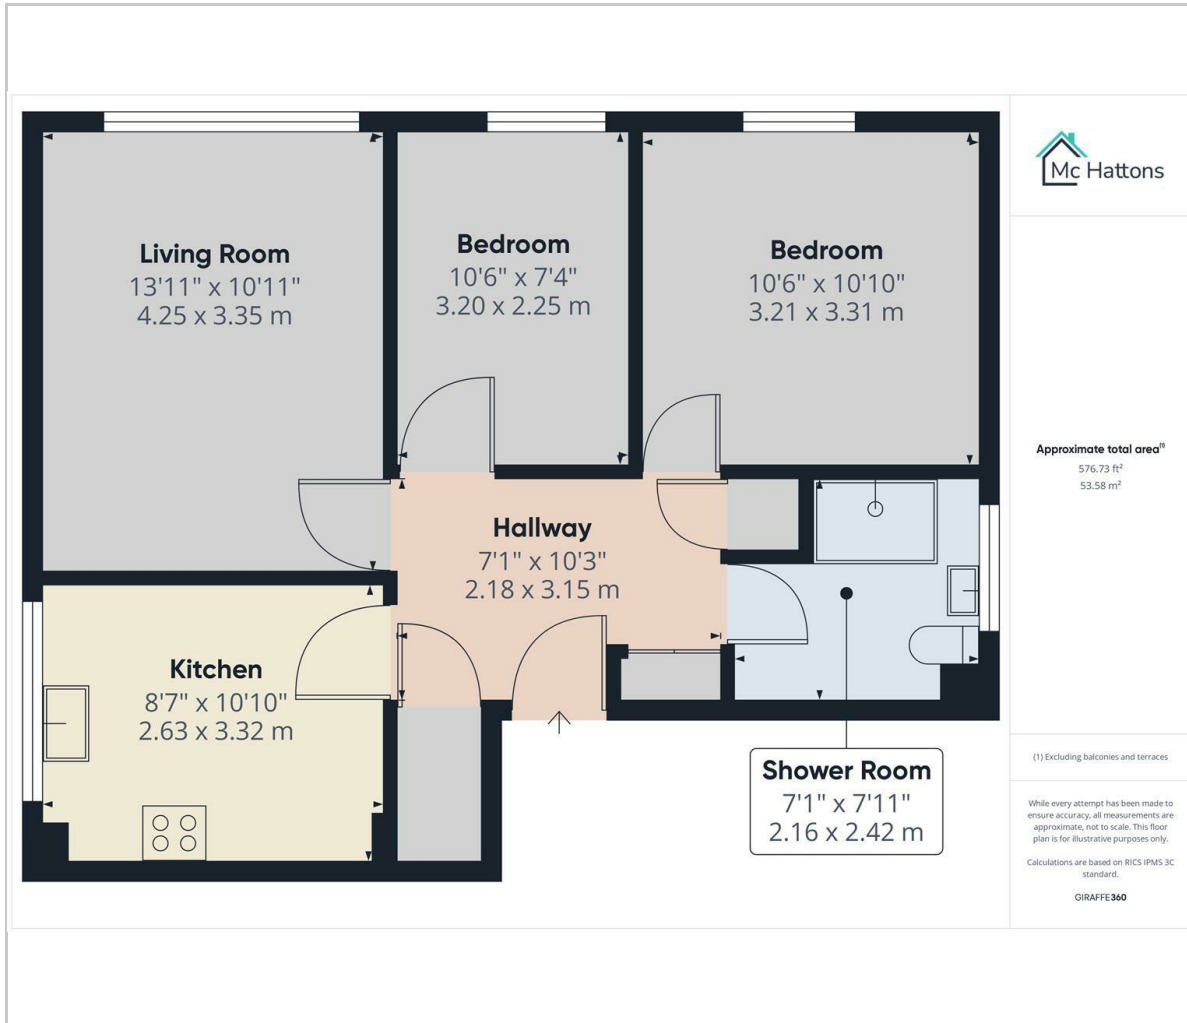 Living Room
13'11" x 10'11"
4.25 x 3.35 m
Bedroom
10'6" x 7'4"
3.20 x 2.25 m
Bedroom
10'6" x 10'10"
3.21 x 3.31 m
Hallway
7'1" x 10'3"
2.18 x 3.15 m
Kitchen
8'7" x 10'10"
2.63 x 3.32 m
Shower Room
7'1" x 7'11"
2.16 x 2.42 m
Mc Hattons
Approximate total area(1)
576.73 ft²
53.58 m²
(1) Excluding balconies and terraces
While every attempt has been made to
ensure accuracy, all measurements are
approximate, not to scale. This floor
plan is for illustrative purposes only.
Calculations are based on RICS IPMS 3C
standard.
GIRAFFE360